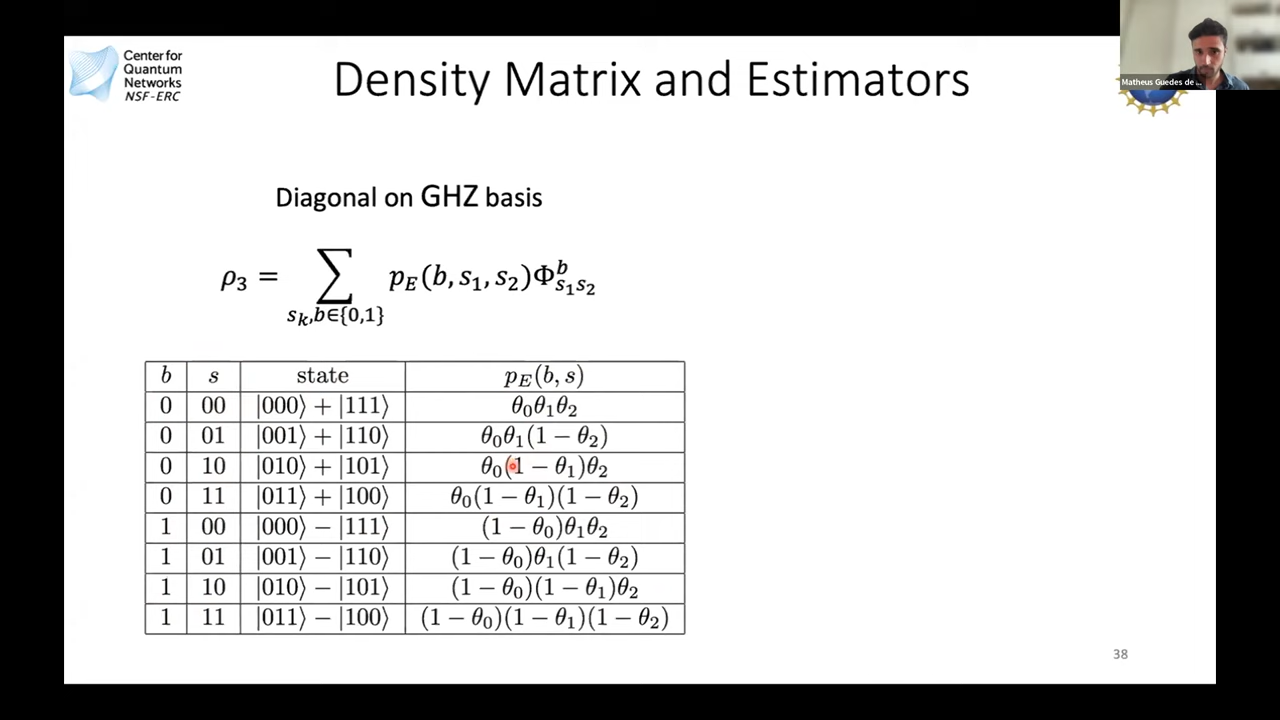 Center for
Quantum
Networks
NSF-ERC
Density Matrix and Estimators
Matheus Guedes de ...
Diagonal on GHZ basis
ρ₃ = ∑ p_E(b, s₁, s₂)Φ^b_{s₁s₂}
s_k,b∈{0,1}
b s state p_E(b, s)
0 00 |000⟩ + |111⟩ θ₀θ₁θ₂
0 01 |001⟩ + |110⟩ θ₀θ₁(1 − θ₂)
0 10 |010⟩ + |101⟩ θ₀(1 − θ₁)θ₂
0 11 |011⟩ + |100⟩ θ₀(1 − θ₁)(1 − θ₂)
1 00 |000⟩ − |111⟩ (1 − θ₀)θ₁θ₂
1 01 |001⟩ − |110⟩ (1 − θ₀)θ₁(1 − θ₂)
1 10 |010⟩ − |101⟩ (1 − θ₀)(1 − θ₁)θ₂
1 11 |011⟩ − |100⟩ (1 − θ₀)(1 − θ₁)(1 − θ₂)
38